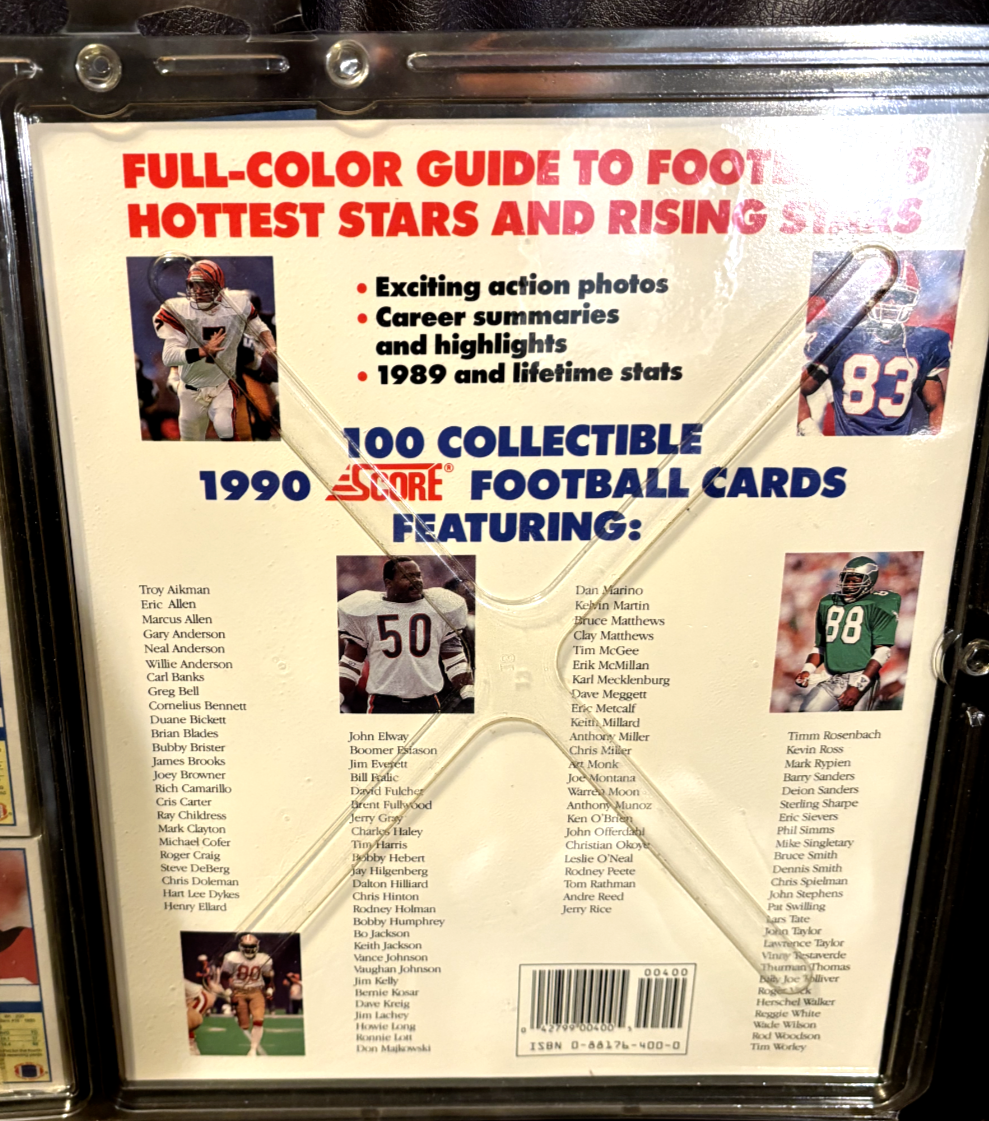 FULL-COLOR GUIDE TO
HOTTEST STARS AND RISING STARS
• Exciting action photos
• Career summaries
and highlights
• 1989 and lifetime stats
100 COLLECTIBLE
1990 SCORE® FOOTBALL CARDS
FEATURING:
7
83
50
88
80
Troy Aikman
Eric Allen
Marcus Allen
Gary Anderson
Neal Anderson
Willie Anderson
Carl Banks
Greg Bell
Cornelius Bennett
Duane Bickett
Brian Blades
Bubby Brister
James Brooks
Joey Browner
Rich Camarillo
Cris Carter
Ray Childress
Mark Clayton
Michael Cofer
Roger Craig
Steve DeBerg
Chris Doleman
Hart Lee Dykes
Henry Ellard
John Elway
Boomer Esiason
Jim Everett
Bill Fralic
David Fulcher
Brent Fullwood
Jerry Gray
Charles Haley
Tim Harris
Bobby Hebert
Jay Hilgenberg
Dalton Hilliard
Chris Hinton
Rodney Holman
Bobby Humphrey
Bo Jackson
Keith Jackson
Vance Johnson
Vaughan Johnson
Jim Kelly
Bernie Kosar
Dave Kreig
Jim Lachey
Howie Long
Ronnie Lott
Don Majkowski
Dan Marino
Kelvin Martin
Bruce Matthews
Clay Matthews
Tim McGee
Erik McMillan
Karl Mecklenburg
Dave Meggett
Eric Metcalf
Keith Millard
Anthony Miller
Chris Miller
Art Monk
Joe Montana
Warren Moon
Anthony Munoz
Ken O'Brien
John Offerdahl
Christian Okoye
Leslie O'Neal
Rodney Peete
Tom Rathman
Andre Reed
Jerry Rice
Timm Rosenbach
Kevin Ross
Mark Rypien
Barry Sanders
Deion Sanders
Sterling Sharpe
Eric Sievers
Phil Simms
Mike Singletary
Bruce Smith
Dennis Smith
Chris Spielman
John Stephens
Pat Swilling
Lars Tate
John Taylor
Lawrence Taylor
Vinny Testaverde
Thurman Thomas
Billy Joe Tolliver
Roger Vick
Herschel Walker
Reggie White
Wade Wilson
Rod Woodson
Tim Worley
00400
0 42799 00400 1
ISBN 0-88176-400-0